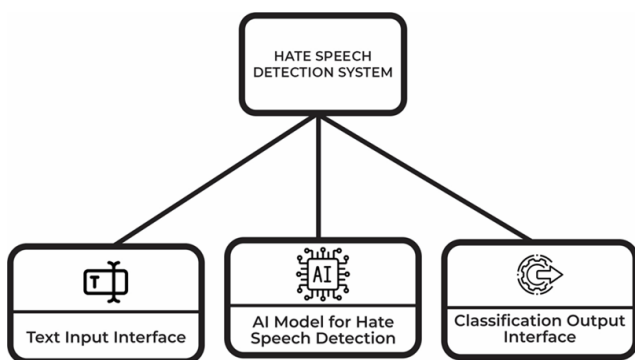 HATE SPEECH
DETECTION SYSTEM
T
Text Input Interface
AI
AI Model for Hate
Speech Detection
Classification Output
Interface